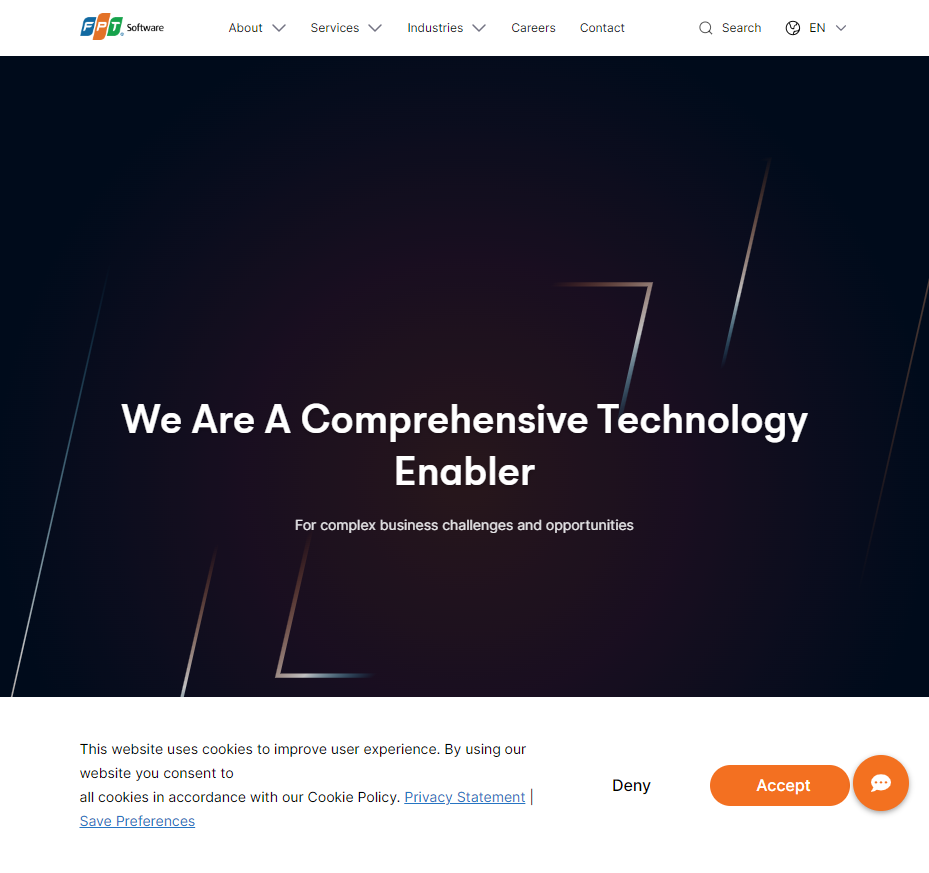 FPT Software
About
Services
Industries
Careers
Contact
Search
EN
We Are A Comprehensive Technology
Enabler
For complex business challenges and opportunities
This website uses cookies to improve user experience. By using our
website you consent to
all cookies in accordance with our Cookie Policy. Privacy Statement |
Save Preferences
Deny
Accept